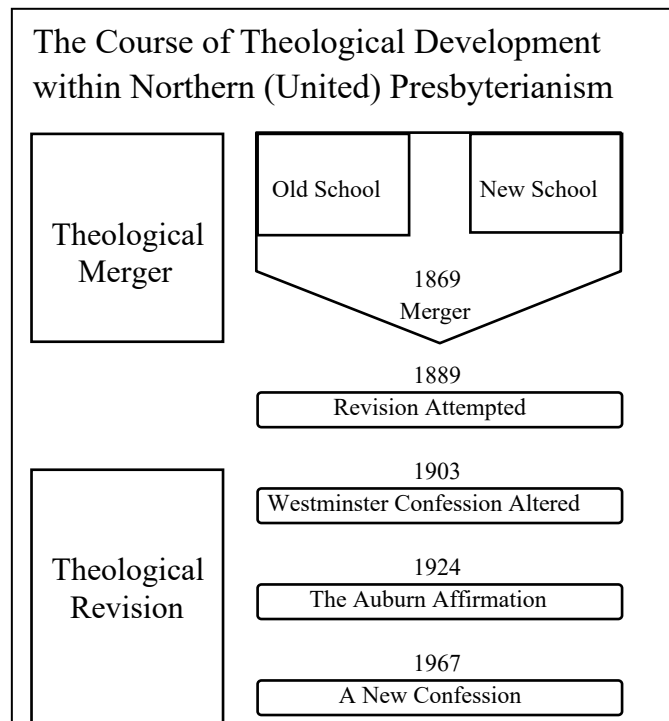 The Course of Theological Development
within Northern (United) Presbyterianism
Theological
Merger
Old School
New School
1869
Merger
1889
Revision Attempted
Theological
Revision
1903
Westminster Confession Altered
1924
The Auburn Affirmation
1967
A New Confession